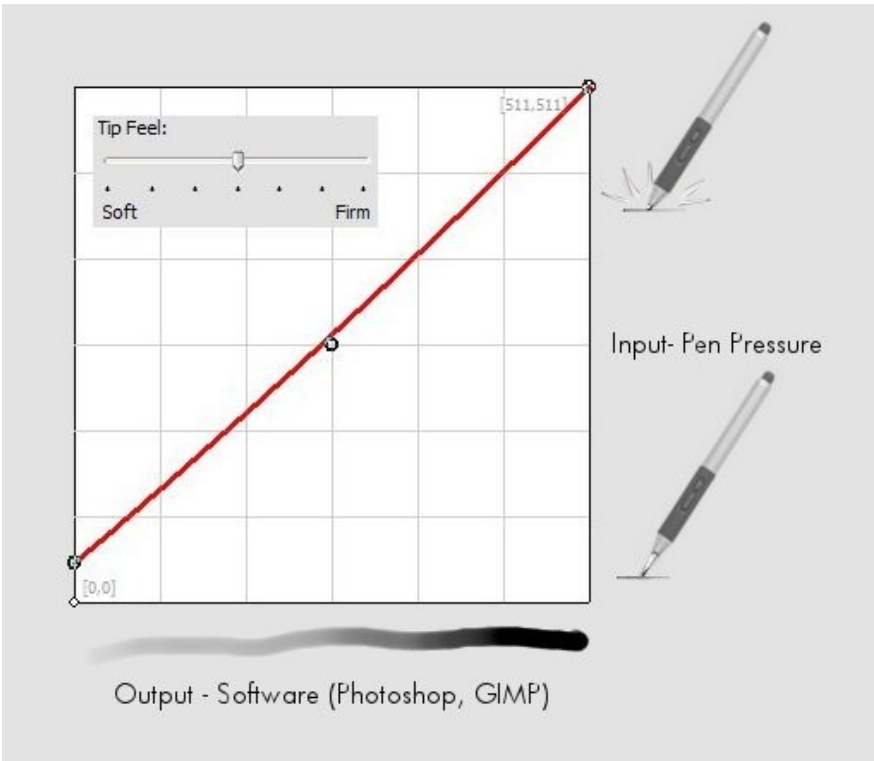 [511,511]
Tip Feel:
Soft Firm
Input- Pen Pressure
[0,0]
Output - Software (Photoshop, GIMP)